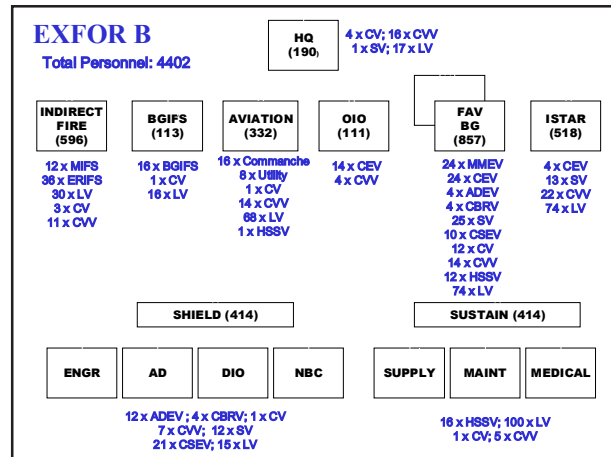 EXFOR B
Total Personnel: 4402
HQ
(190)
4 x CV; 16 x CVV
1 x SV; 17 x LV
INDIRECT
FIRE
(596)
12 x MIFS
36 x ERIFS
30 x LV
3 x CV
11 x CVV
BGIFS
(113)
16 x BGIFS
1 x CV
16 x LV
AVIATION
(332)
16 x Commanche
8 x Utility
1 x CV
14 x CVV
68 x LV
1 x HSSV
OIO
(111)
14 x CEV
4 x CVV
FAV
BG
(857)
24 x MMEV
24 x CEV
4 x ADEV
4 x CBRV
25 x SV
10 x CSEV
12 x CV
14 x CVV
12 x HSSV
74 x LV
ISTAR
(518)
4 x CEV
13 x SV
22 x CVV
74 x LV
SHIELD (414)
ENGR
AD
DIO
NBC
12 x ADEV ; 4 x CBRV; 1 x CV
7 x CVV; 12 x SV
21 x CSEV; 15 x LV
SUSTAIN (414)
SUPPLY
MAINT
MEDICAL
16 x HSSV; 100 x LV
1 x CV; 5 x CVV